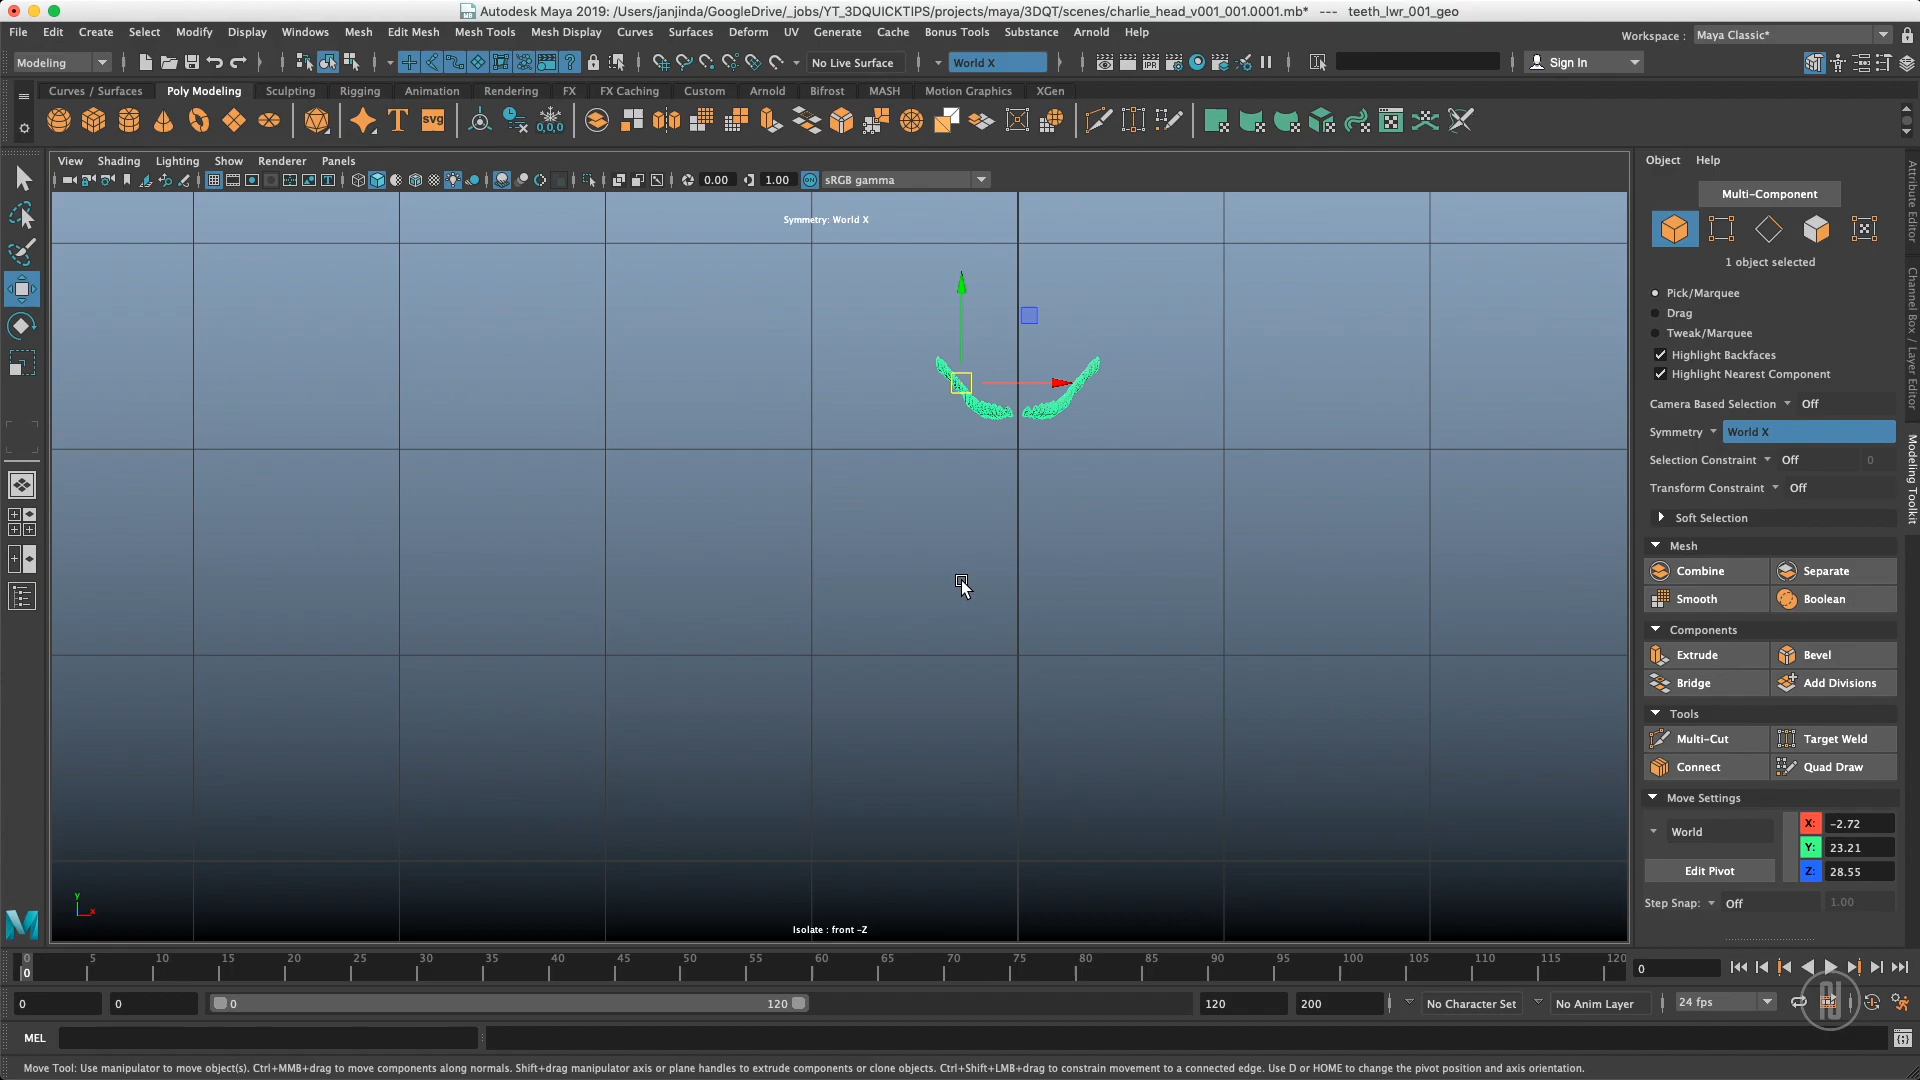 Autodesk Maya 2019: /Users/janjinda/GoogleDrive/_jobs/YT_3DQUICKTIPS/projects/maya/3DQT/scenes/charlie_head_v001_001.0001.mb* --- teeth_lwr_001_geo
File Edit Create Select Modify Display Windows Mesh Edit Mesh Mesh Tools Mesh Display Curves Surfaces Deform UV Generate Cache Bonus Tools Substance Arnold Help
Workspace : Maya Classic*
Modeling No Live Surface World X Sign In
Curves / Surfaces Poly Modeling Sculpting Rigging Animation Rendering FX FX Caching Custom Arnold Bifrost MASH Motion Graphics XGen
T svg 0,0,0
View Shading Lighting Show Renderer Panels
0.00 1.00 sRGB gamma
Symmetry: World X
Isolate : front -Z
y
x
Object Help
Multi-Component
1 object selected
Pick/Marquee
Drag
Tweak/Marquee
Highlight Backfaces
Highlight Nearest Component
Camera Based Selection Off
Symmetry World X
Selection Constraint Off 0
Transform Constraint Off
Soft Selection
Mesh
Combine Separate
Smooth Boolean
Components
Extrude Bevel
Bridge Add Divisions
Tools
Multi-Cut Target Weld
Connect Quad Draw
Move Settings
World X: -2.72
Y: 23.21
Edit Pivot Z: 28.55
Step Snap: Off 1.00
Attribute Editor
Channel Box / Layer Editor
Modeling Toolkit
0 5 10 15 20 25 30 35 40 45 50 55 60 65 70 75 80 85 90 95 100 105 110 115 120
0 0
0 0 0 120 120 200 No Character Set No Anim Layer 24 fps
MEL
Move Tool: Use manipulator to move object(s). Ctrl+MMB+drag to move components along normals. Shift+drag manipulator axis or plane handles to extrude components or clone objects. Ctrl+Shift+LMB+drag to constrain movement to a connected edge. Use D or HOME to change the pivot position and axis orientation.